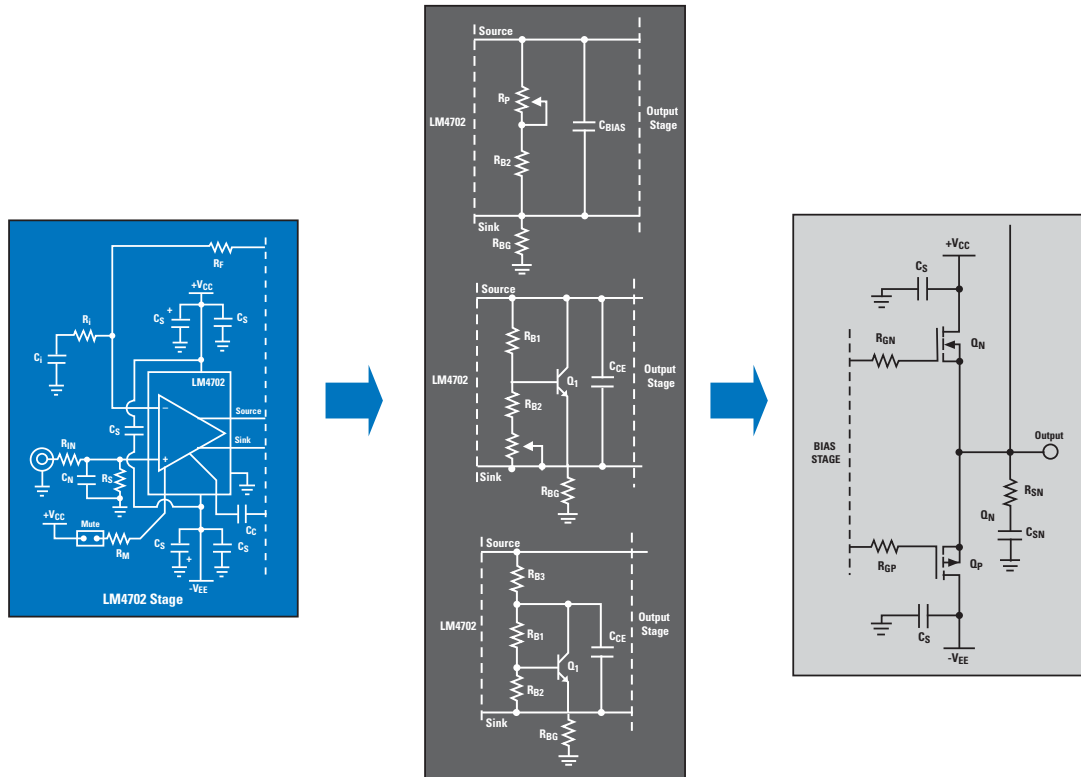 RF
+VCC
Ri
CS
+
CS
Ci
LM4702
Source
−
Sink
CS
RIN
+
CN
RS
+VCC
Mute
CC
RM
CS
CS
+
-VEE
LM4702 Stage
Source
RP
LM4702
Output
Stage
CBIAS
RB2
Sink
RBG
Source
RB1
LM4702
Output
Stage
CCE
Q1
RB2
Sink
RBG
Source
RB3
Output
Stage
LM4702
RB1
CCE
Q1
RB2
Sink
RBG
+VCC
CS
RGN
QN
BIAS
STAGE
Output
RSN
QN
CSN
RGP
QP
CS
-VEE